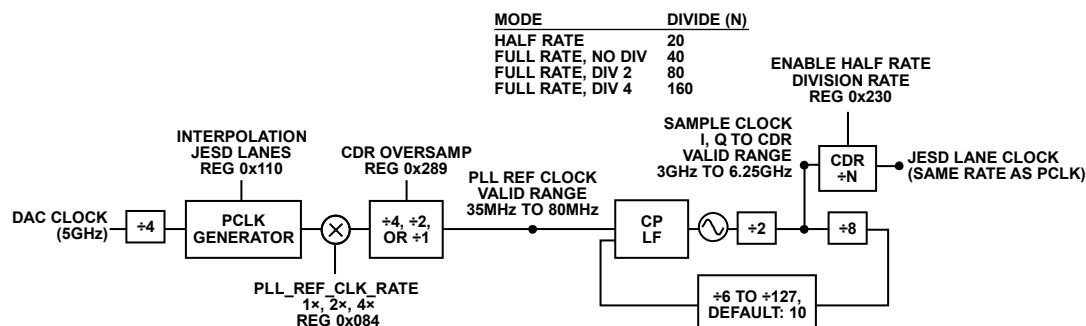 MODE DIVIDE (N)
HALF RATE 20
FULL RATE, NO DIV 40
FULL RATE, DIV 2 80
FULL RATE, DIV 4 160
ENABLE HALF RATE
DIVISION RATE
REG 0x230
INTERPOLATION
JESD LANES
REG 0x110
CDR OVERSAMP
REG 0x289
PLL REF CLOCK
VALID RANGE
35MHz TO 80MHz
SAMPLE CLOCK
I, Q TO CDR
VALID RANGE
3GHz TO 6.25GHz
CDR
÷N
JESD LANE CLOCK
(SAME RATE AS PCLK)
DAC CLOCK
(5GHz)
÷4
PCLK
GENERATOR
×
÷4, ÷2,
OR ÷1
CP
LF
÷2
÷8
PLL_REF_CLK_RATE
1×, 2×, 4×
REG 0x084
÷6 TO ÷127,
DEFAULT: 10